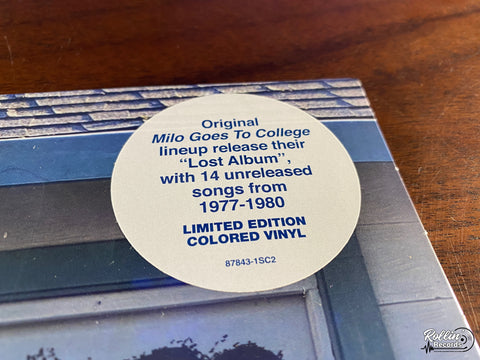 Original
Milo Goes To College
lineup release their
“Lost Album”,
with 14 unreleased
songs from
1977-1980
LIMITED EDITION
COLORED VINYL
87843-1SC2
Rollin
Records